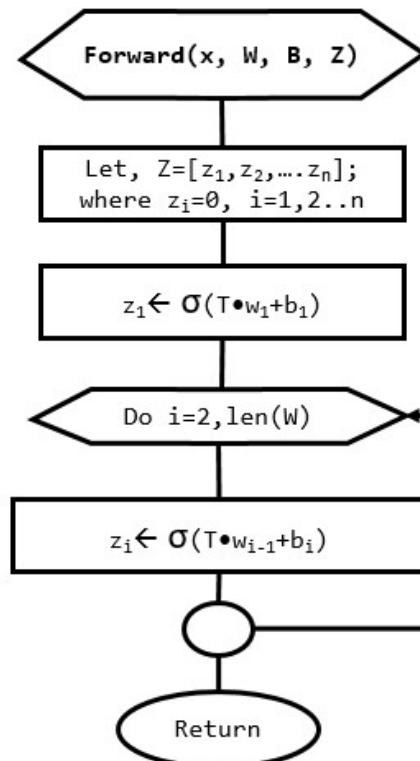 Forward(x, W, B, Z)
Let, Z=[z₁,z₂,….zₙ];
where zᵢ=0, i=1,2..n
z₁← σ(T•w₁+b₁)
Do i=2,len(W)
zᵢ← σ(T•wᵢ₋₁+bᵢ)
Return